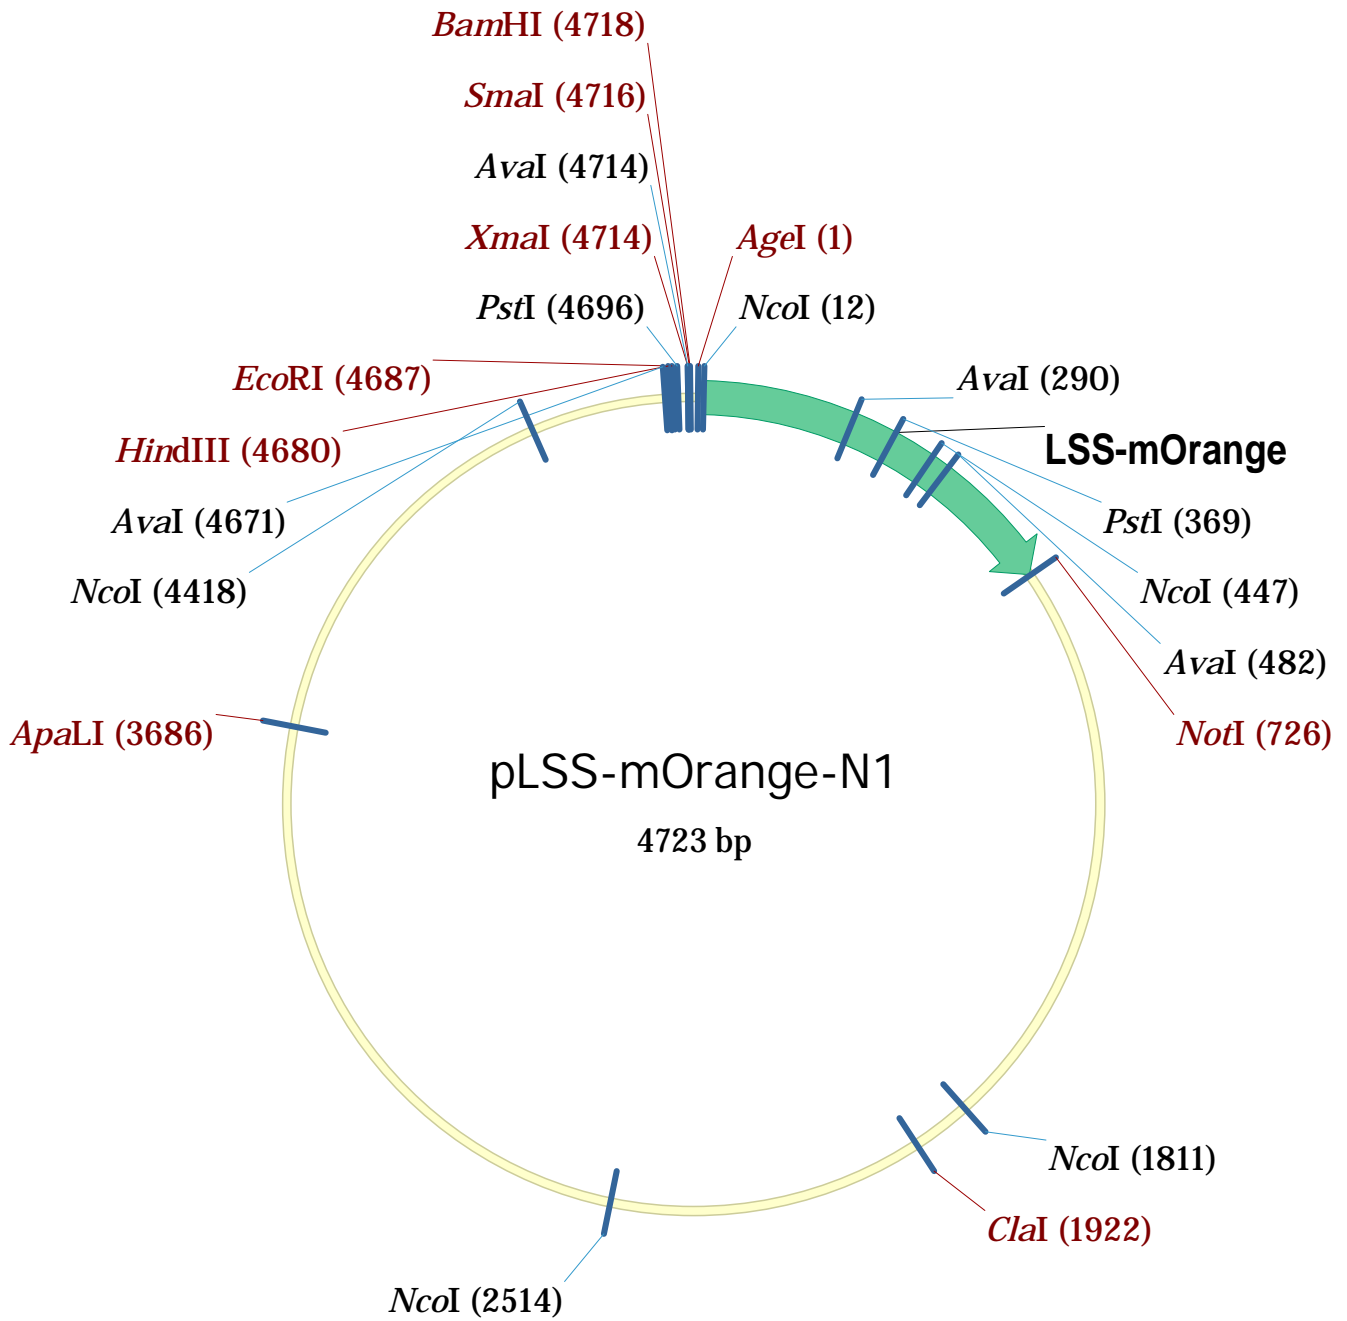 BamHI (4718)
SmaI (4716)
AvaI (4714)
XmaI (4714)
AgeI (1)
PstI (4696)
NcoI (12)
EcoRI (4687)
AvaI (290)
HindIII (4680)
LSS-mOrange
AvaI (4671)
PstI (369)
NcoI (4418)
NcoI (447)
AvaI (482)
ApaLI (3686)
NotI (726)
pLSS-mOrange-N1
4723 bp
NcoI (1811)
ClaI (1922)
NcoI (2514)